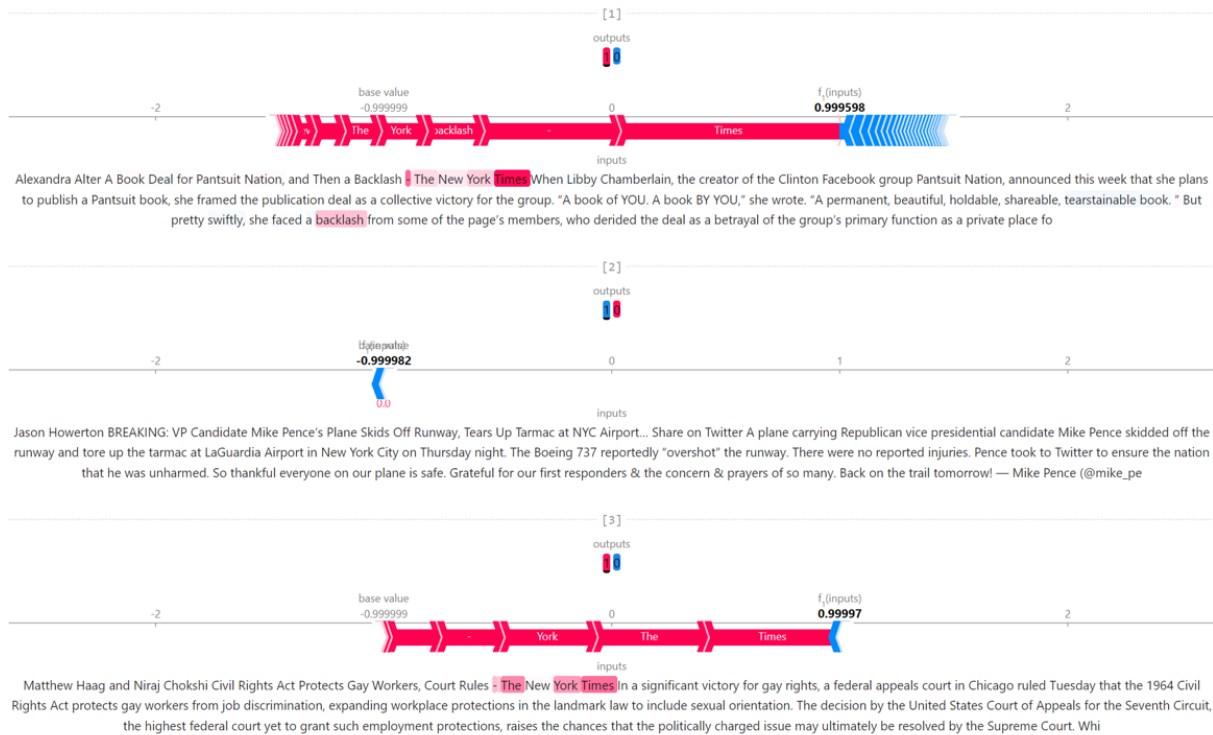 [1]
outputs
1 0
base value
f1(inputs)
-2 -0.999999 0 0.999598 2
The York backlash - Times
inputs
Alexandra Alter A Book Deal for Pantsuit Nation, and Then a Backlash - The New York Times When Libby Chamberlain, the creator of the Clinton Facebook group Pantsuit Nation, announced this week that she plans
to publish a Pantsuit book, she framed the publication deal as a collective victory for the group. “A book of YOU. A book BY YOU,” she wrote. “A permanent, beautiful, holdable, shareable, tearstainable book. ” But
pretty swiftly, she faced a backlash from some of the page’s members, who derided the deal as a betrayal of the group’s primary function as a private place fo
[2]
outputs
1 0
-2 -0.999982 0 1 2
0.0
inputs
Jason Howerton BREAKING: VP Candidate Mike Pence’s Plane Skids Off Runway, Tears Up Tarmac at NYC Airport… Share on Twitter A plane carrying Republican vice presidential candidate Mike Pence skidded off the
runway and tore up the tarmac at LaGuardia Airport in New York City on Thursday night. The Boeing 737 reportedly “overshot” the runway. There were no reported injuries. Pence took to Twitter to ensure the nation
that he was unharmed. So thankful everyone on our plane is safe. Grateful for our first responders & the concern & prayers of so many. Back on the trail tomorrow! — Mike Pence (@mike_pe
[3]
outputs
1 0
base value
f1(inputs)
-2 -0.999999 0 0.99997 2
- York The Times
inputs
Matthew Haag and Niraj Chokshi Civil Rights Act Protects Gay Workers, Court Rules - The New York Times In a significant victory for gay rights, a federal appeals court in Chicago ruled Tuesday that the 1964 Civil
Rights Act protects gay workers from job discrimination, expanding workplace protections in the landmark law to include sexual orientation. The decision by the United States Court of Appeals for the Seventh Circuit,
the highest federal court yet to grant such employment protections, raises the chances that the politically charged issue may ultimately be resolved by the Supreme Court. Whi